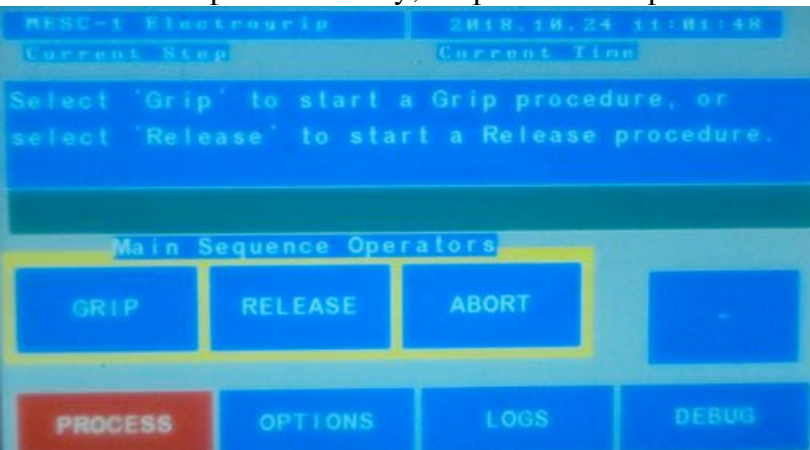 MESC-1 Electrogrip 2018.10.24 11:01:48
Current Step Current Time
Select 'Grip' to start a Grip procedure, or
select 'Release' to start a Release procedure.
Main Sequence Operators
GRIP RELEASE ABORT -
PROCESS OPTIONS LOGS DEBUG